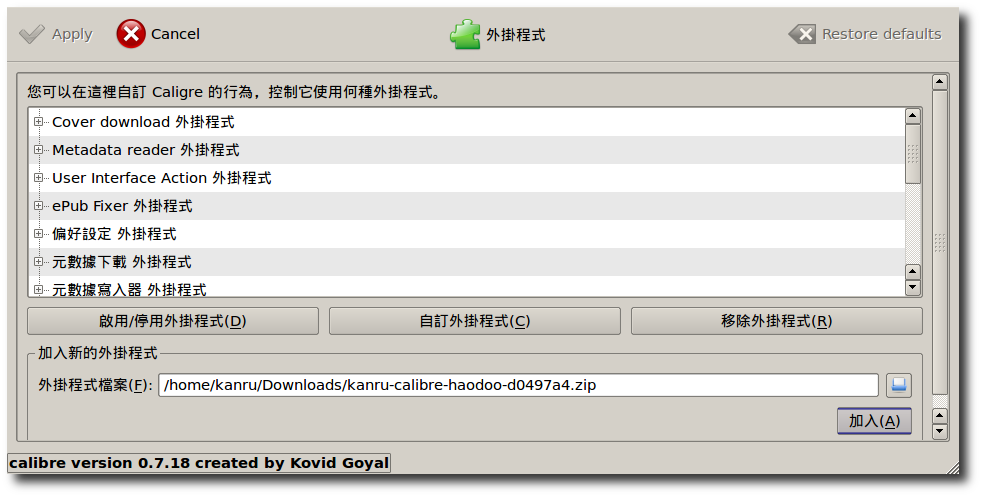 Apply Cancel 外掛程式 Restore defaults
您可以在這裡自訂 Caligre 的行為，控制它使用何種外掛程式。
Cover download 外掛程式
Metadata reader 外掛程式
User Interface Action 外掛程式
ePub Fixer 外掛程式
偏好設定 外掛程式
元數據下載 外掛程式
元數據寫入器 外掛程式
啟用/停用外掛程式(D) 自訂外掛程式(C) 移除外掛程式(R)
加入新的外掛程式
外掛程式檔案(F): /home/kanru/Downloads/kanru-calibre-haodoo-d0497a4.zip
加入(A)
calibre version 0.7.18 created by Kovid Goyal